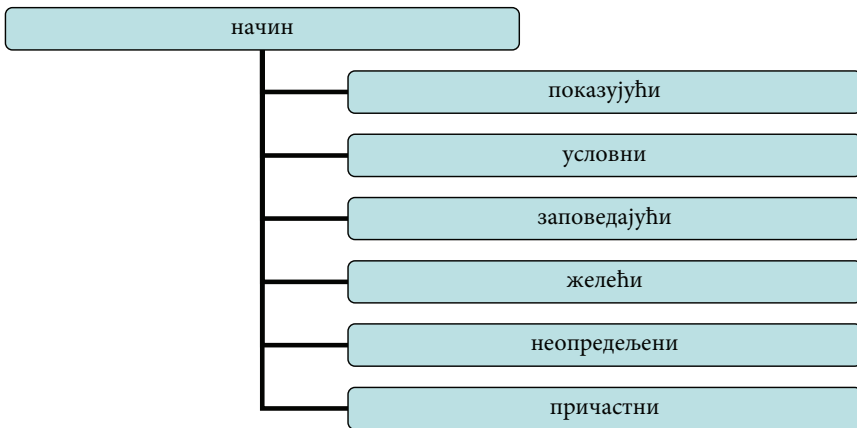 начин
показујући
условни
заповедајући
желећи
неопредељени
причастни